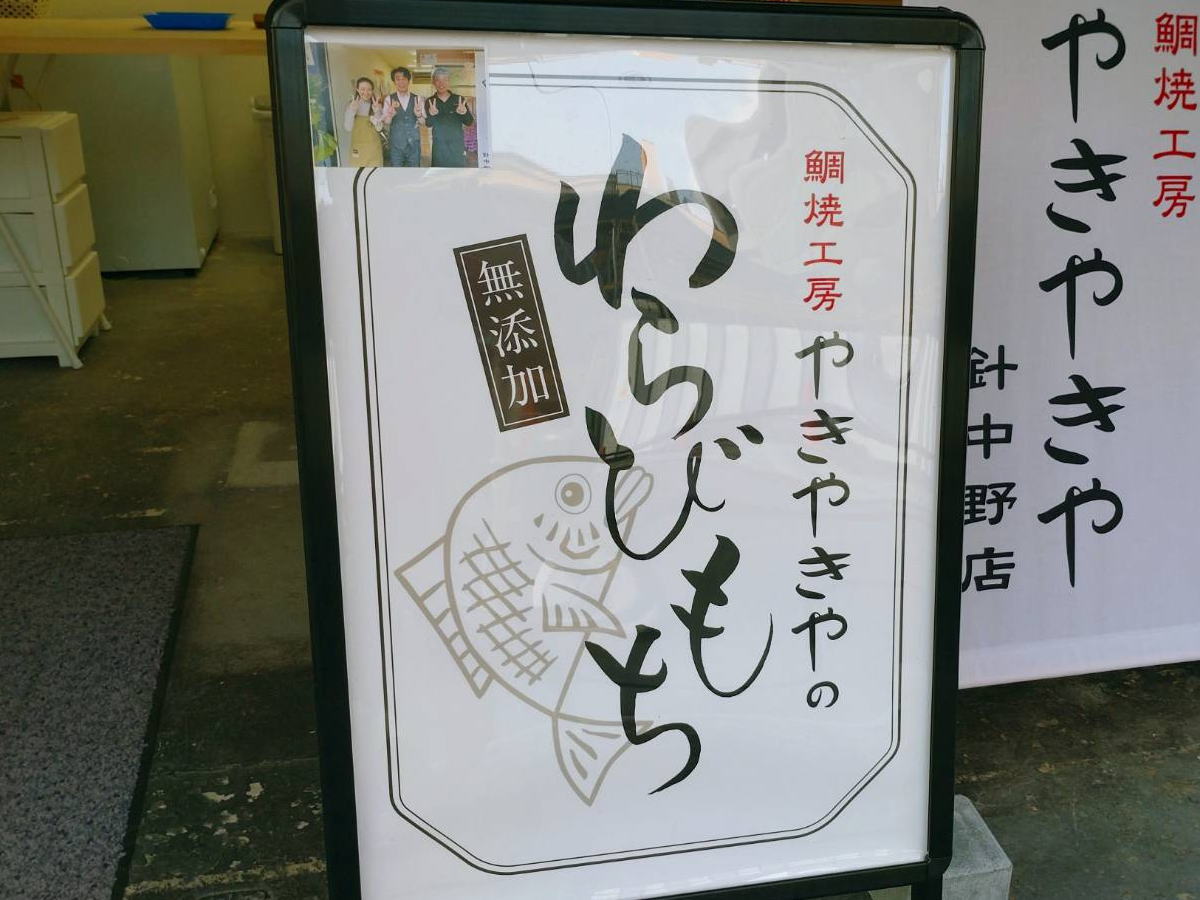 鯛焼工房
やきやきや
針中野店
鯛焼工房 やきやきやの
わらびもち
無添加